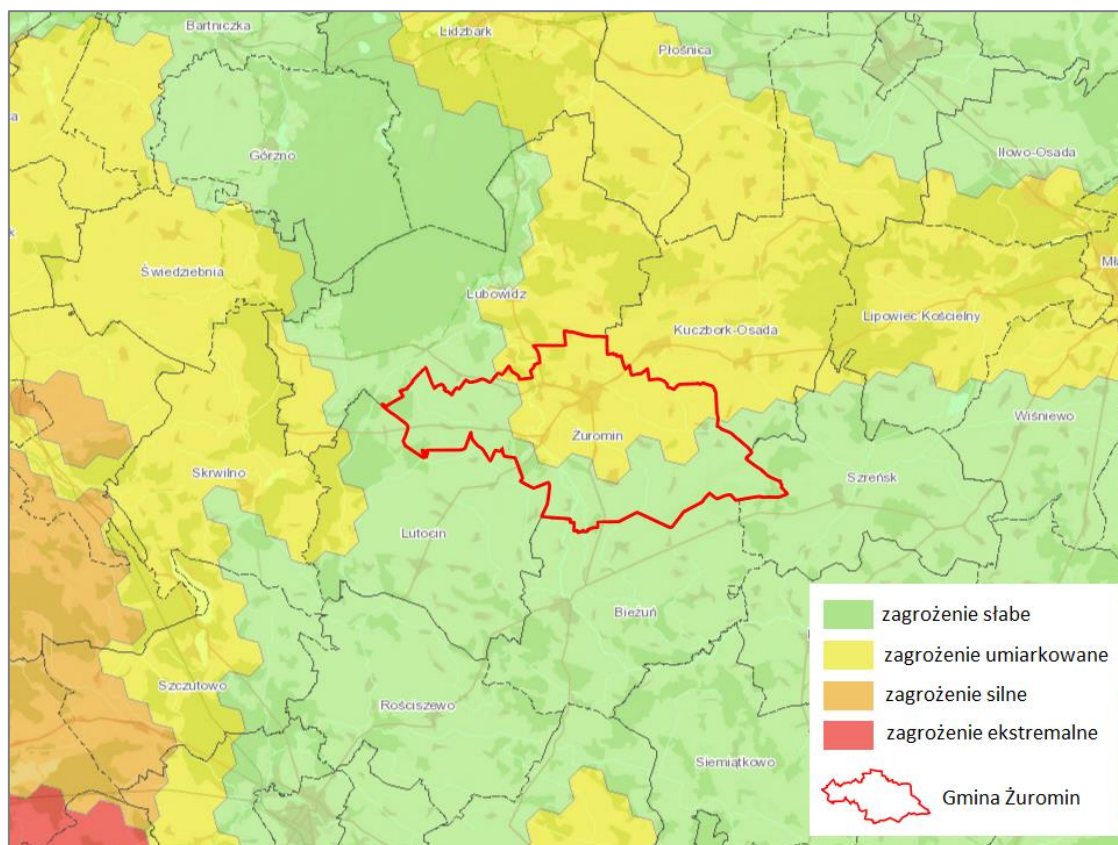 Bartniczka
Lidzbark
Płośnica
Górzno
Iłowo-Osada
Świedziebnia
Lubowidz
Kuczbork-Osada
Lipowiec Kościelny
Wiśniewo
Żuromin
Skrwilno
Szreńsk
Lutocin
Bieżuń
Szczutowo
Rościszewo
Siemiątkowo
zagrożenie słabe
zagrożenie umiarkowane
zagrożenie silne
zagrożenie ekstremalne
Gmina Żuromin